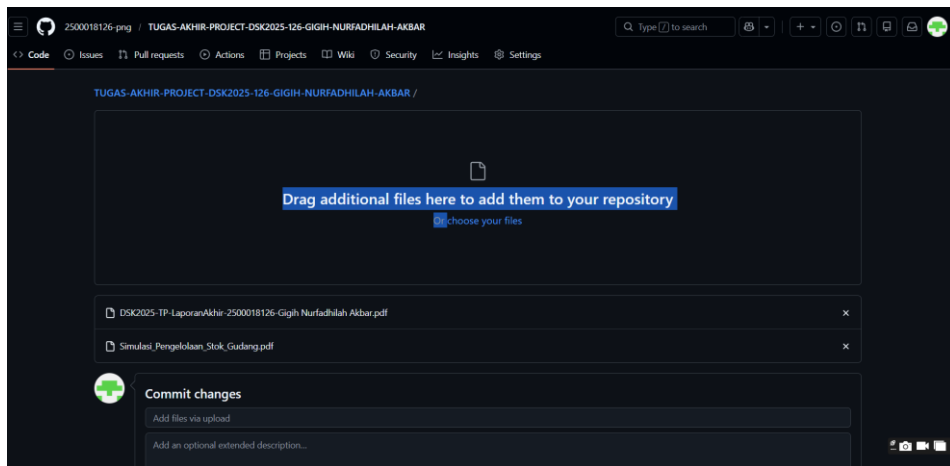 2500018126-png / TUGAS-AKHIR-PROJECT-DSK2025-126-GIGIH-NURFADHILAH-AKBAR
Type / to search
Code Issues Pull requests Actions Projects Wiki Security Insights Settings
TUGAS-AKHIR-PROJECT-DSK2025-126-GIGIH-NURFADHILAH-AKBAR /
Drag additional files here to add them to your repository
Or choose your files
DSK2025-TP-LaporanAkhir-2500018126-Gigih Nurfadhilah Akbar.pdf
Simulasi_Pengelolaan_Stok_Gudang.pdf
Commit changes
Add files via upload
Add an optional extended description...